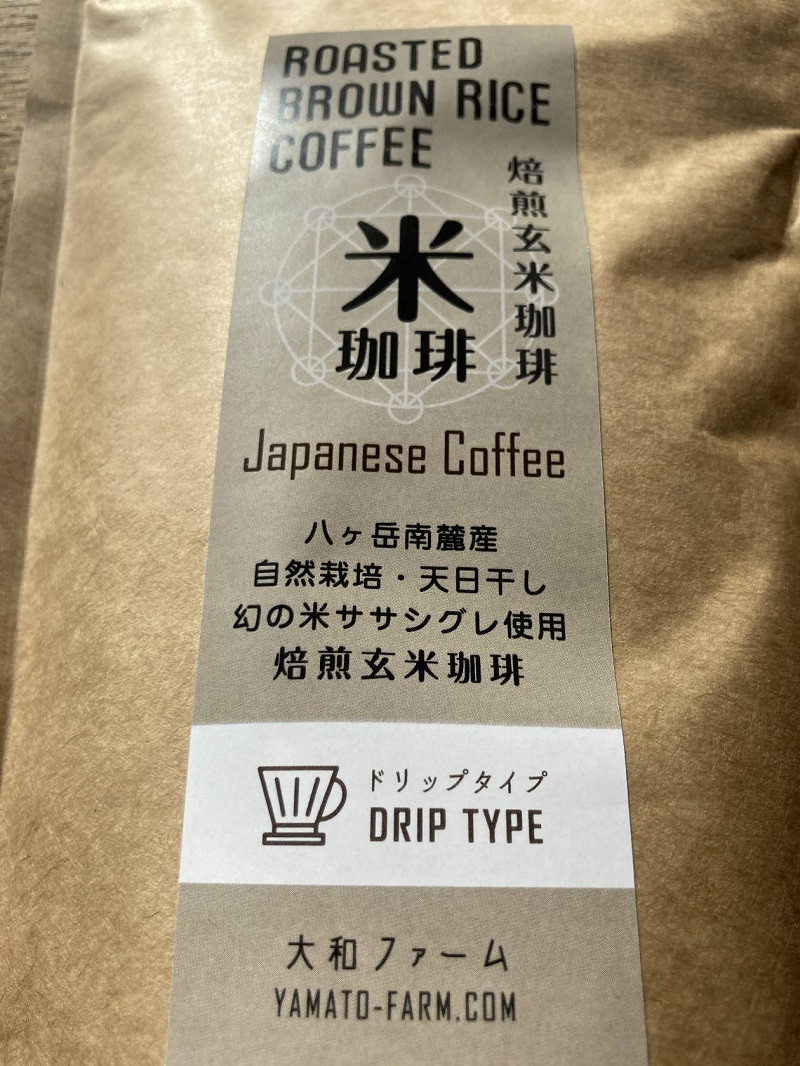 ROASTED
BROWN RICE
COFFEE
焙煎玄米珈琲
米
珈琲
Japanese Coffee
八ヶ岳南麓産
自然栽培・天日干し
幻の米ササシグレ使用
焙煎玄米珈琲
ドリップタイプ
DRIP TYPE
大和ファーム
YAMATO-FARM.COM